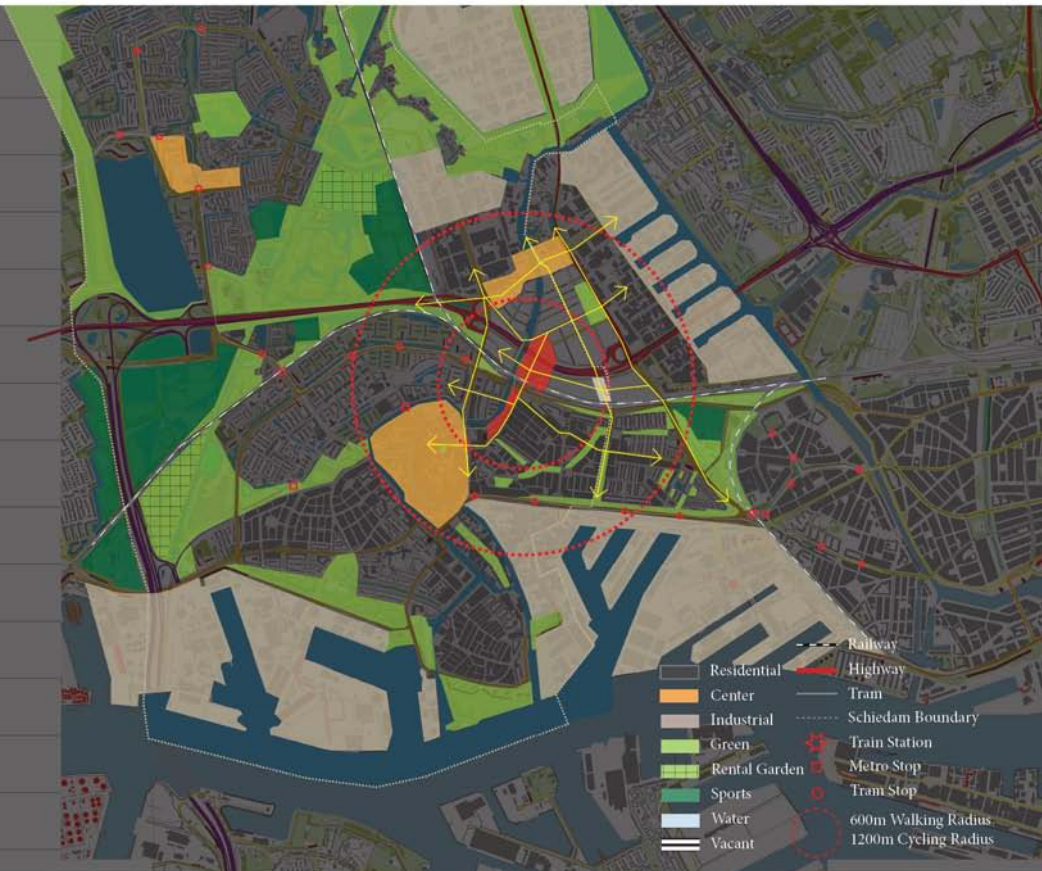 Residential
Center
Industrial
Green
Rental Garden
Sports
Water
Vacant
Railway
Highway
Tram
Schiedam Boundary
Train Station
Metro Stop
Tram Stop
600m Walking Radius
1200m Cycling Radius